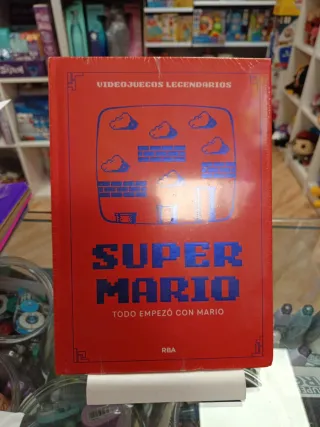 VIDEOJUEGOS LEGENDARIOS
SUPER
MARIO
TODO EMPEZÓ CON MARIO
RBA